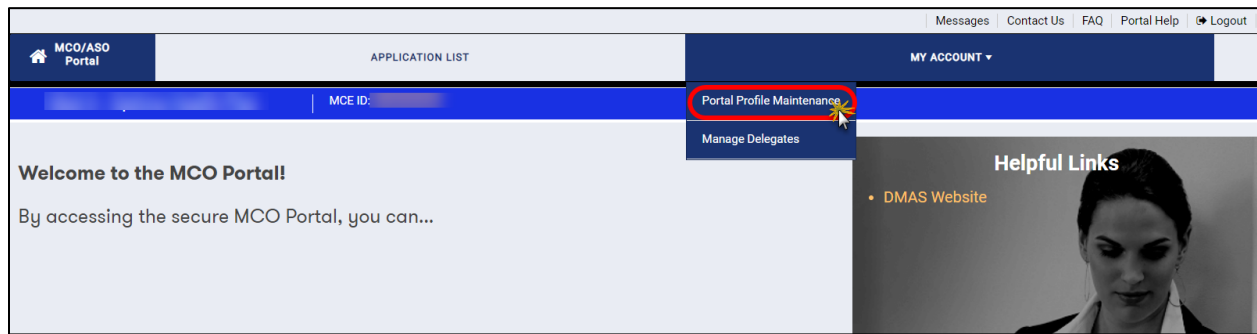 Messages Contact Us FAQ Portal Help Logout
MCO/ASO
Portal
APPLICATION LIST
MY ACCOUNT
MCE ID:
Portal Profile Maintenance
Manage Delegates
Welcome to the MCO Portal!
By accessing the secure MCO Portal, you can...
Helpful Links
• DMAS Website